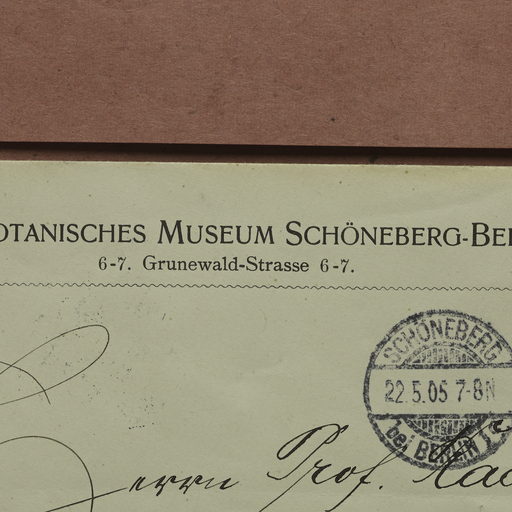 OTANISCHES MUSEUM SCHÖNEBERG-BER
6-7. Grunewald-Strasse 6-7.
SCHÖNEBERG
22.5.05 7-8N
bei BERLIN
Herrn Prof.